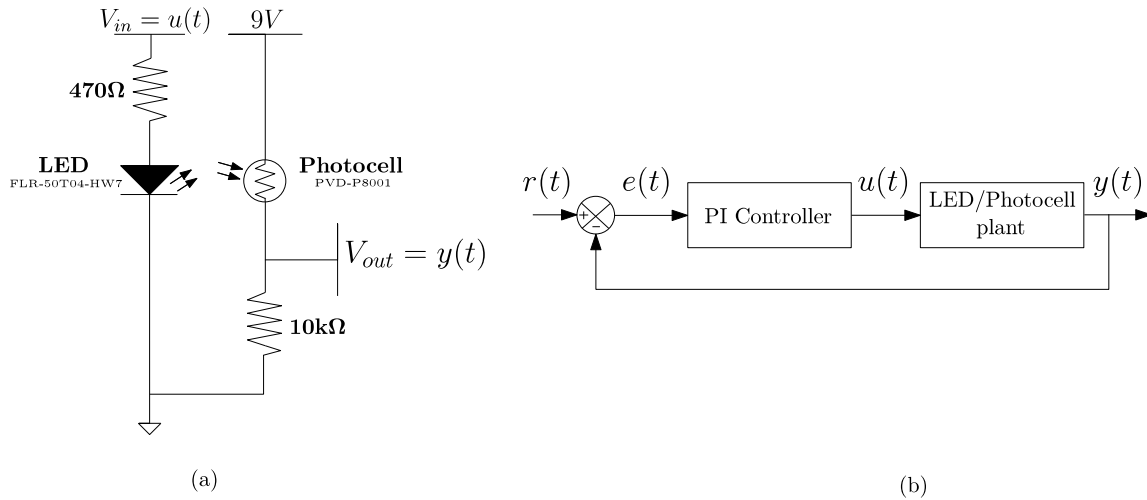 V_in = u(t)
9V
470Ω
LED
FLR-50T04-HW7
Photocell
PVD-P8001
V_out = y(t)
10kΩ
(a)
r(t)
+
−
e(t)
PI Controller
u(t)
LED/Photocell
plant
y(t)
(b)